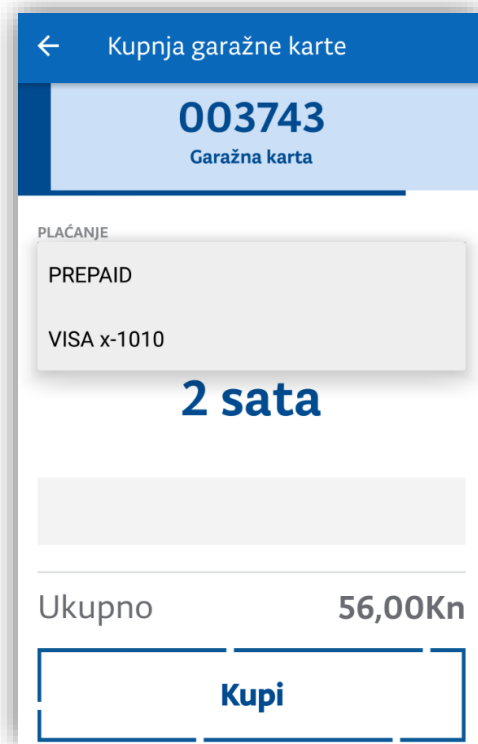 Kupnja garažne karte
003743
Garažna karta
PLAĆANJE
PREPAID
VISA x-1010
2 sata
Ukupno 56,00Kn
Kupi